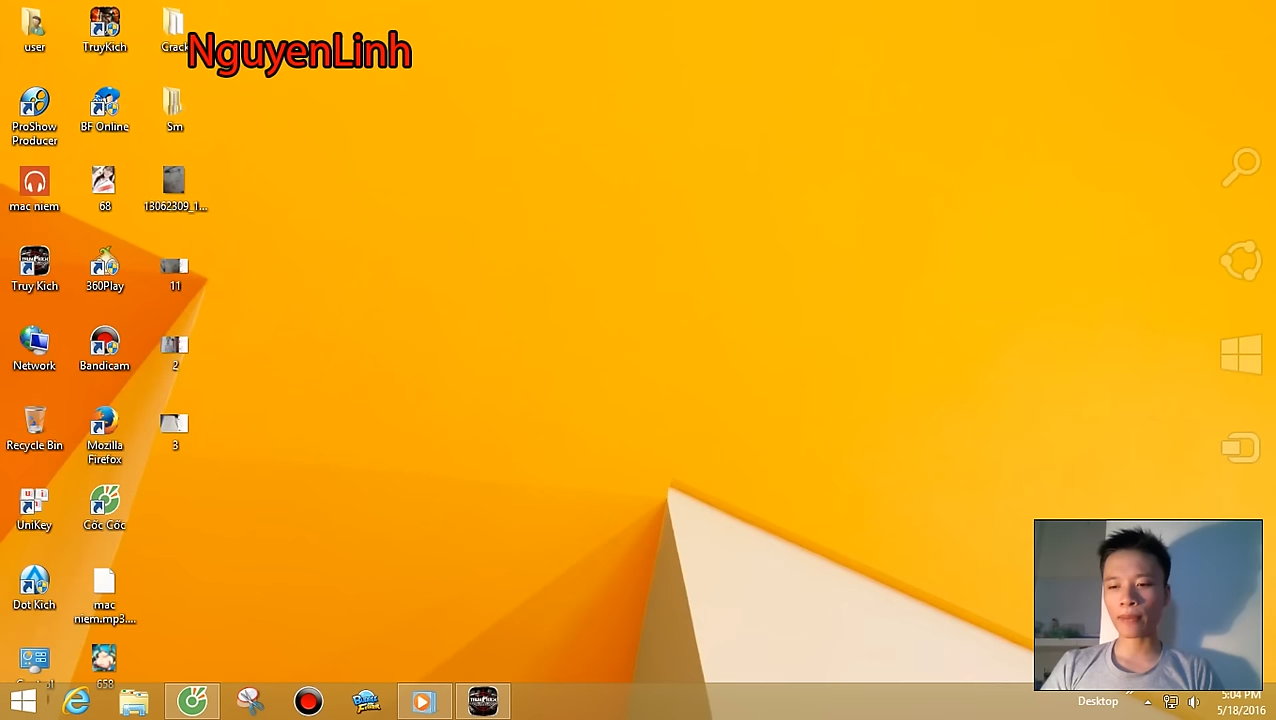 NguyenLinh
user
TruyKich
Crack
ProShow
Producer
BF Online
Sm
mac niem
68
13062309_1...
Truy Kich
360Play
11
Network
Bandicam
2
Recycle Bin
Mozilla
Firefox
3
UniKey
Cốc Cốc
Dot Kich
mac
niem.mp3....
658
Desktop
5:04 PM
5/18/2016